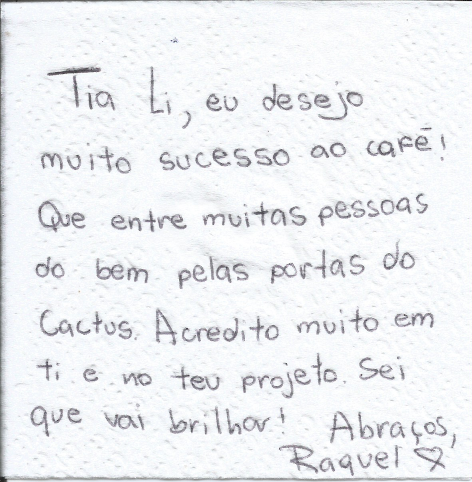 Tia Li, eu desejo
muito sucesso ao café!
Que entre muitas pessoas
do bem pelas portas do
Cactus. Acredito muito em
ti e no teu projeto. Sei
que vai brilhar! Abraços,
Raquel ♡